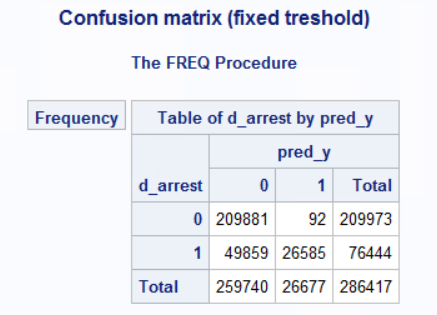 Confusion matrix (fixed treshold)
The FREQ Procedure
Frequency
Table of d_arrest by pred_y
pred_y
d_arrest 0 1 Total
0 209881 92 209973
1 49859 26585 76444
Total 259740 26677 286417